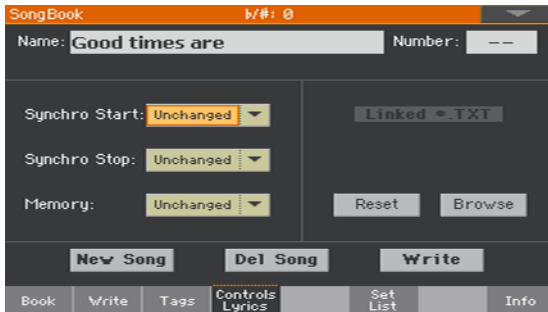 SongBook ♭/#: 0
Name: Good times are Number: --
Synchro Start: Unchanged Linked *.TXT
Synchro Stop: Unchanged
Memory: Unchanged Reset Browse
New Song Del Song Write
Book Write Tags Controls Lyrics Set List Info